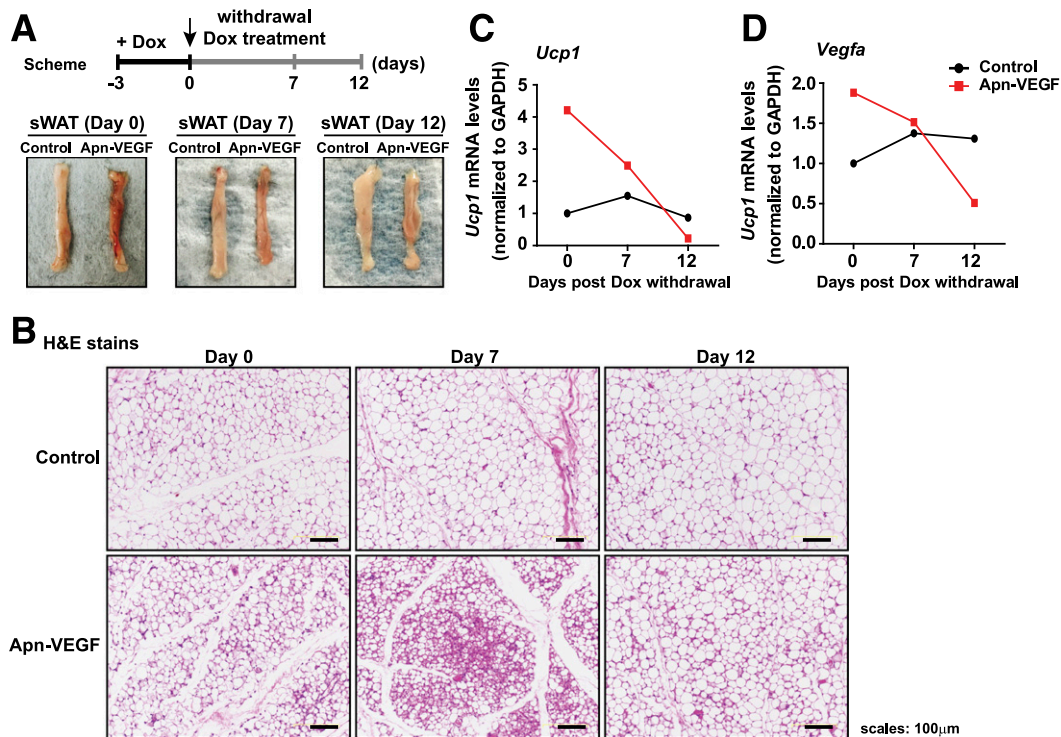 A
Scheme
+ Dox
withdrawal
Dox treatment
-3 0 7 12 (days)
sWAT (Day 0) sWAT (Day 7) sWAT (Day 12)
Control Apn-VEGF Control Apn-VEGF Control Apn-VEGF
C
Ucp1
Ucp1 mRNA levels
(normalized to GAPDH)
5
4
3
2
1
0
0 7 12
Days post Dox withdrawal
D
Vegfa
Control
Apn-VEGF
Ucp1 mRNA levels
(normalized to GAPDH)
2.0
1.5
1.0
0.5
0.0
0 7 12
Days post Dox withdrawal
B
H&E stains
Day 0 Day 7 Day 12
Control
Apn-VEGF
scales: 100μm